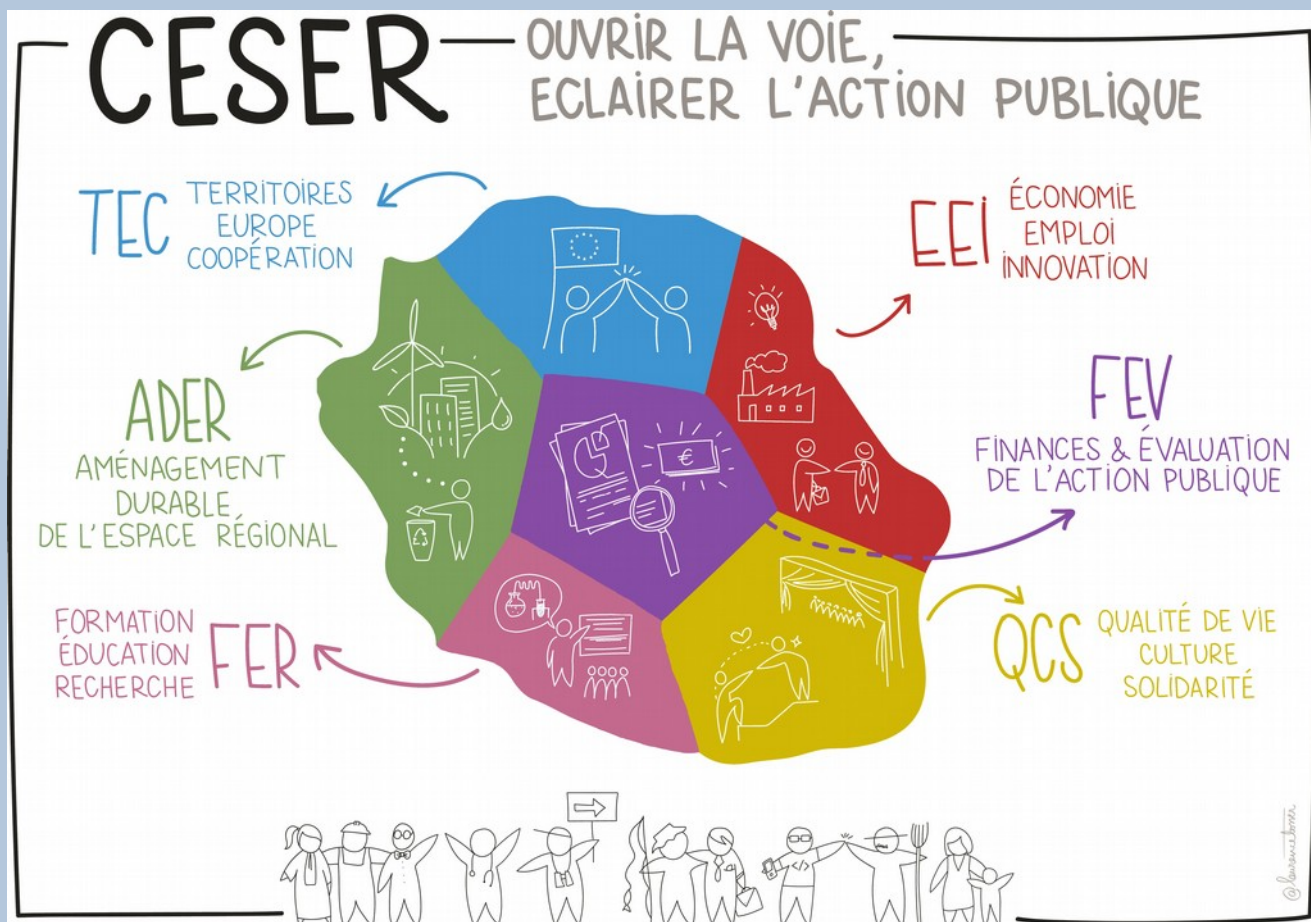 CESER
OUVRIR LA VOIE,
ECLAIRER L'ACTION PUBLIQUE
TEC
TERRITOIRES
EUROPE
COOPÉRATION
EEI
ÉCONOMIE
EMPLOI
INNOVATION
ADER
AMÉNAGEMENT
DURABLE
DE L'ESPACE RÉGIONAL
FEV
FINANCES & ÉVALUATION
DE L'ACTION PUBLIQUE
€
FORMATION
ÉDUCATION
RECHERCHE
FER
QCS
QUALITÉ DE VIE
CULTURE
SOLIDARITÉ
</>